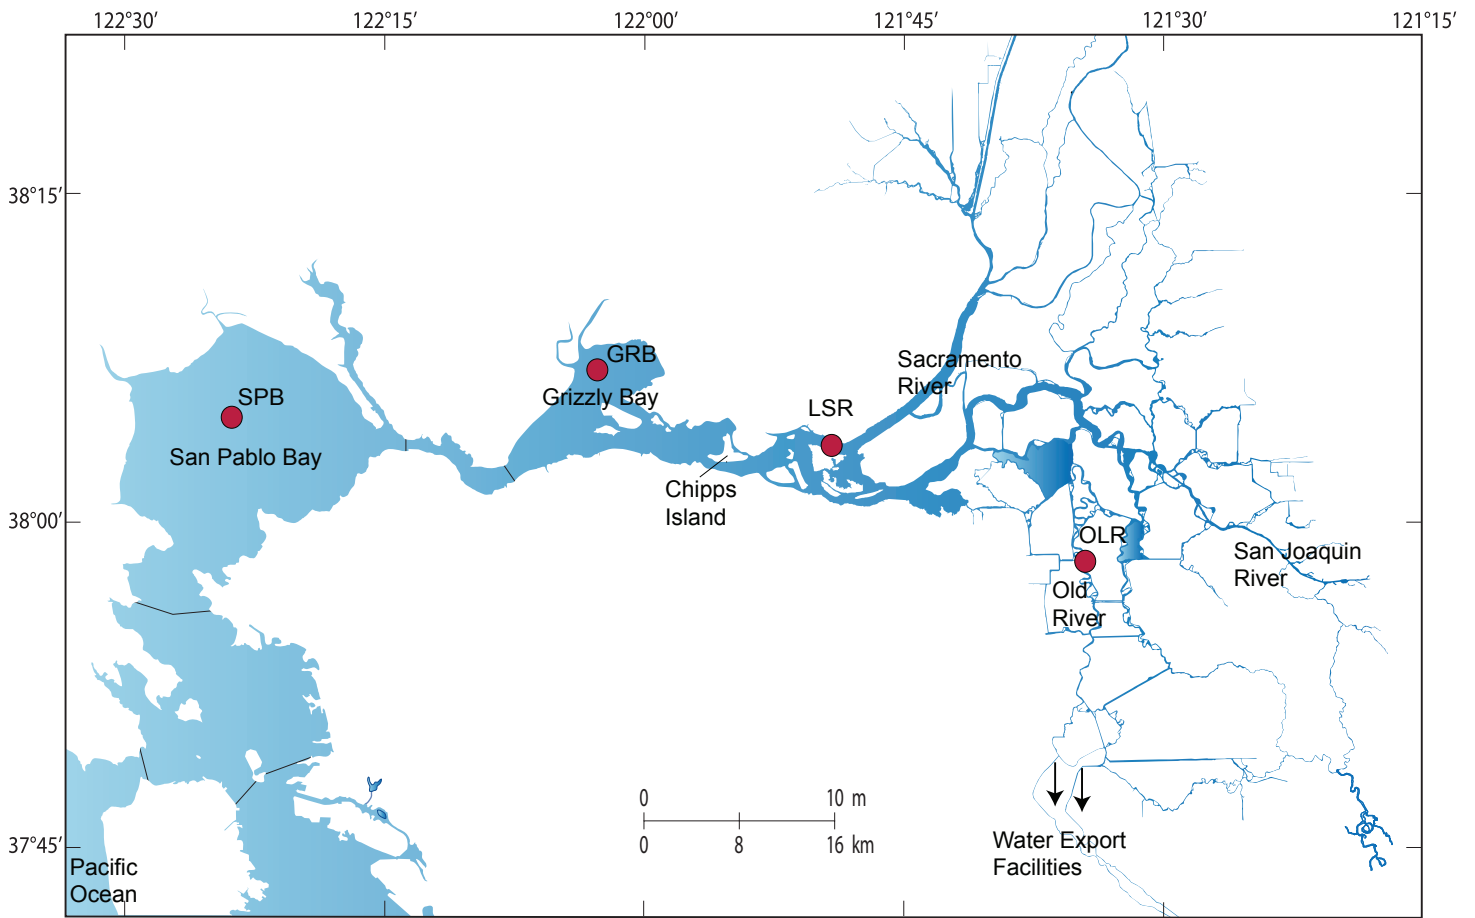 122°30′ 122°15′ 122°00′ 121°45′ 121°30′ 121°15′
38°15′
GRB
Grizzly Bay
Sacramento
River
SPB
San Pablo Bay
LSR
Chipps
Island
38°00′
OLR
Old
River
San Joaquin
River
0 10 m
0 8 16 km
Water Export
Facilities
37°45′
Pacific
Ocean